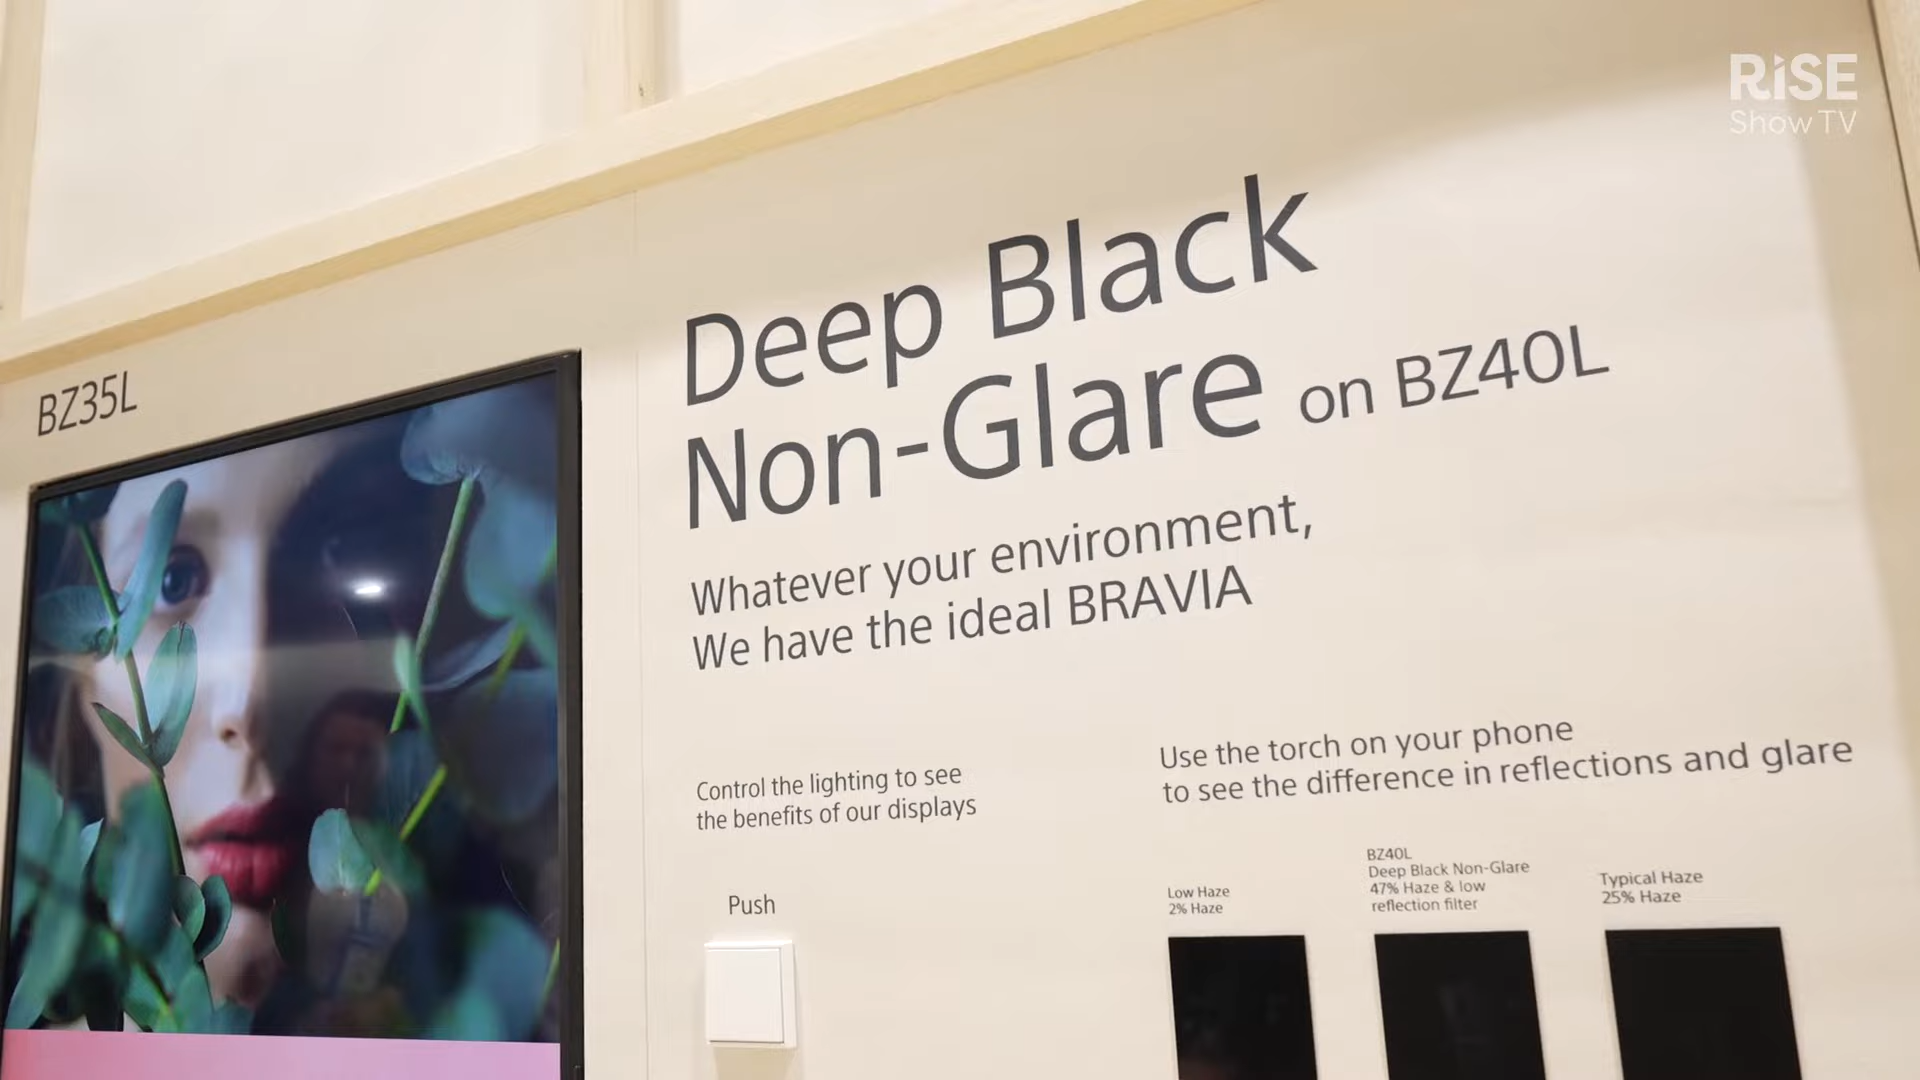 RiSE
Show TV
BZ35L
Deep Black
Non-Glare on BZ40L
Whatever your environment,
We have the ideal BRAVIA
Control the lighting to see
the benefits of our displays
Push
Use the torch on your phone
to see the difference in reflections and glare
Low Haze
2% Haze
BZ40L
Deep Black Non-Glare
47% Haze & low
reflection filter
Typical Haze
25% Haze